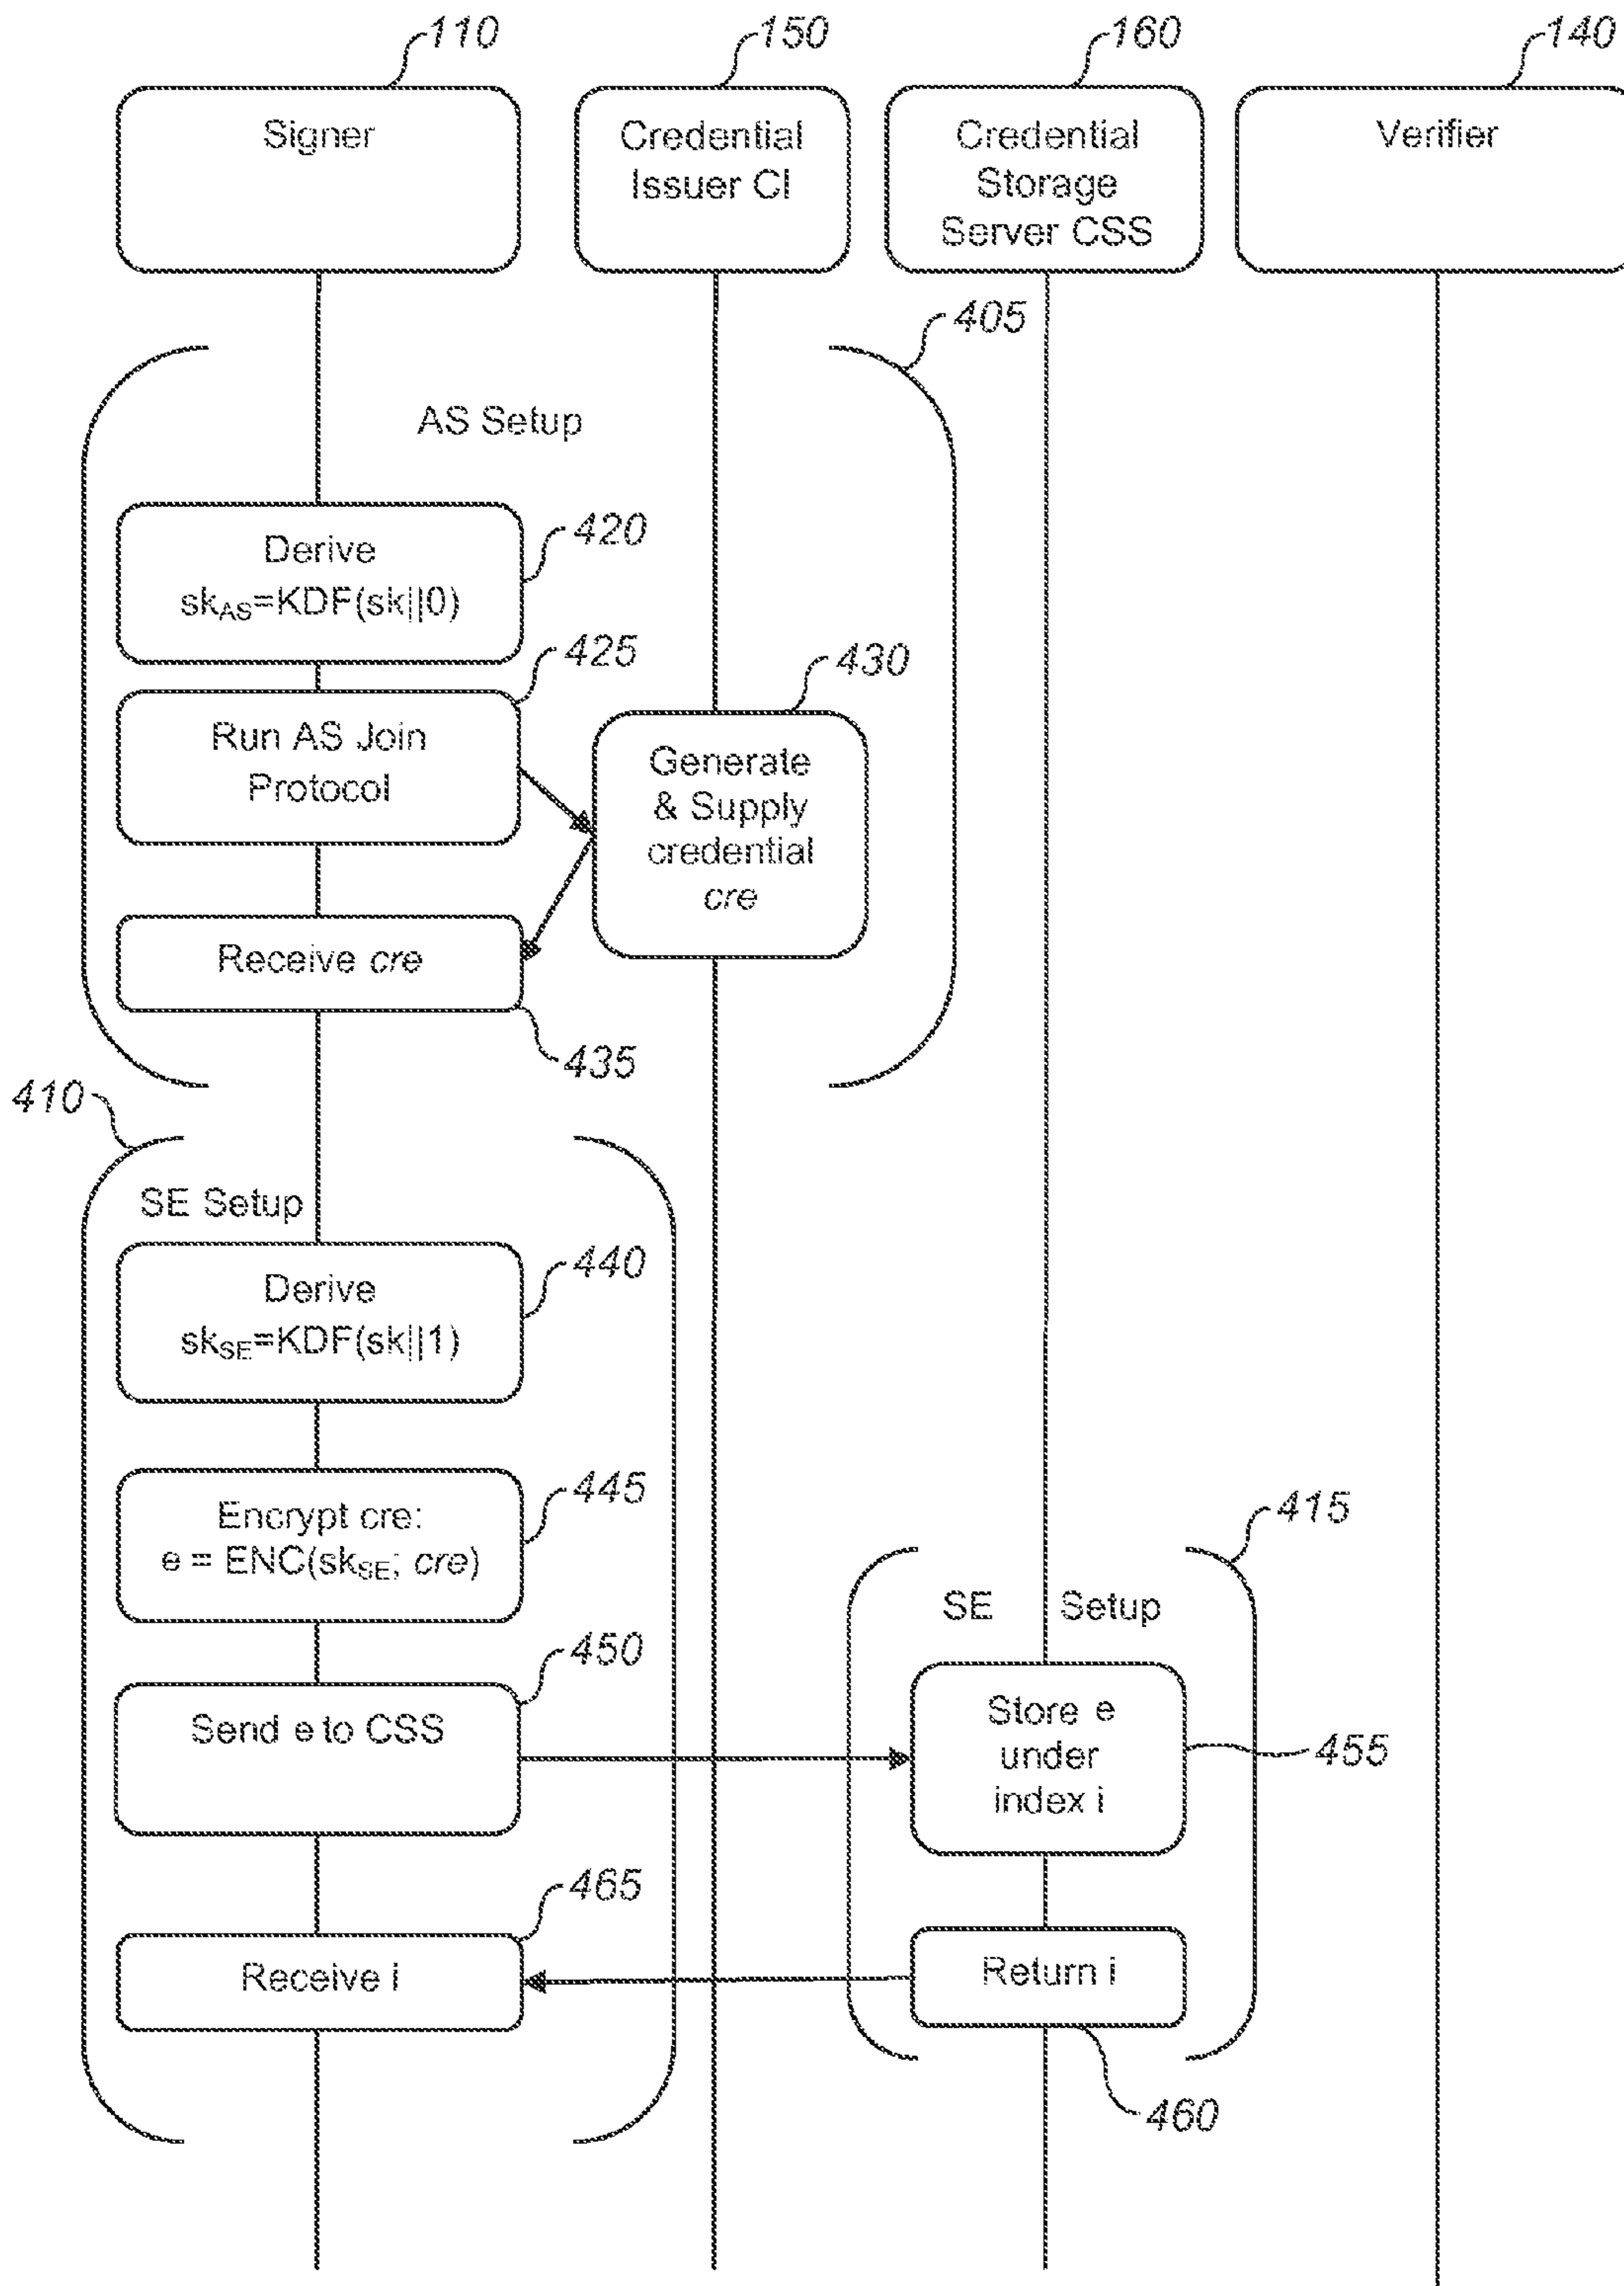 110
150
160
140
Signer
Credential
Issuer CI
Credential
Storage
Server CSS
Verifier
405
AS Setup
Derive
sk_AS=KDF(sk||0)
420
Run AS Join
Protocol
425
Generate
& Supply
credential
cre
430
Receive cre
435
410
SE Setup
Derive
sk_SE=KDF(sk||1)
440
Encrypt cre:
e = ENC(sk_SE; cre)
445
415
SE Setup
Send e to CSS
450
Store e
under
index i
455
Receive i
465
Return i
460